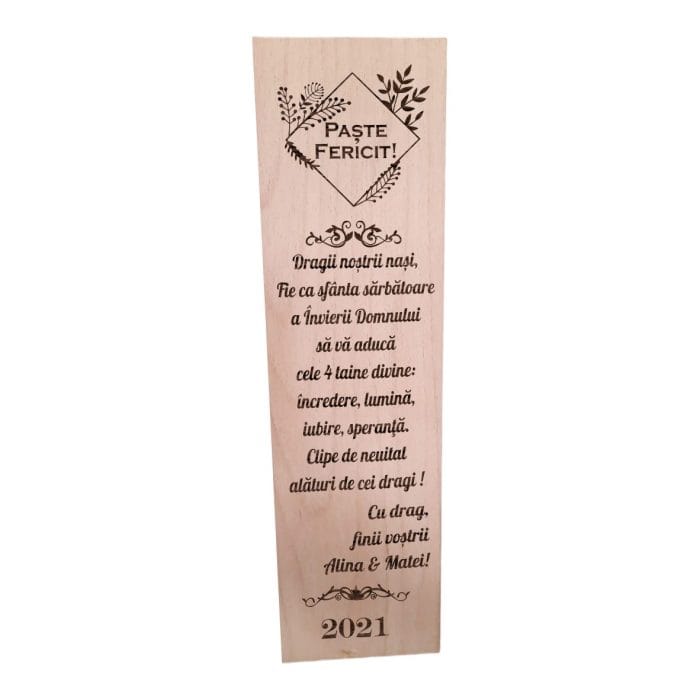 PAȘTE
FERICIT!
Dragii noștrii nași,
Fie ca sfânta sărbătoare
a Învierii Domnului
să vă aducă
cele 4 taine divine:
încredere, lumină,
iubire, speranță.
Clipe de neuitat
alături de cei dragi !
Cu drag,
finii voștrii
Alina & Matei!
2021